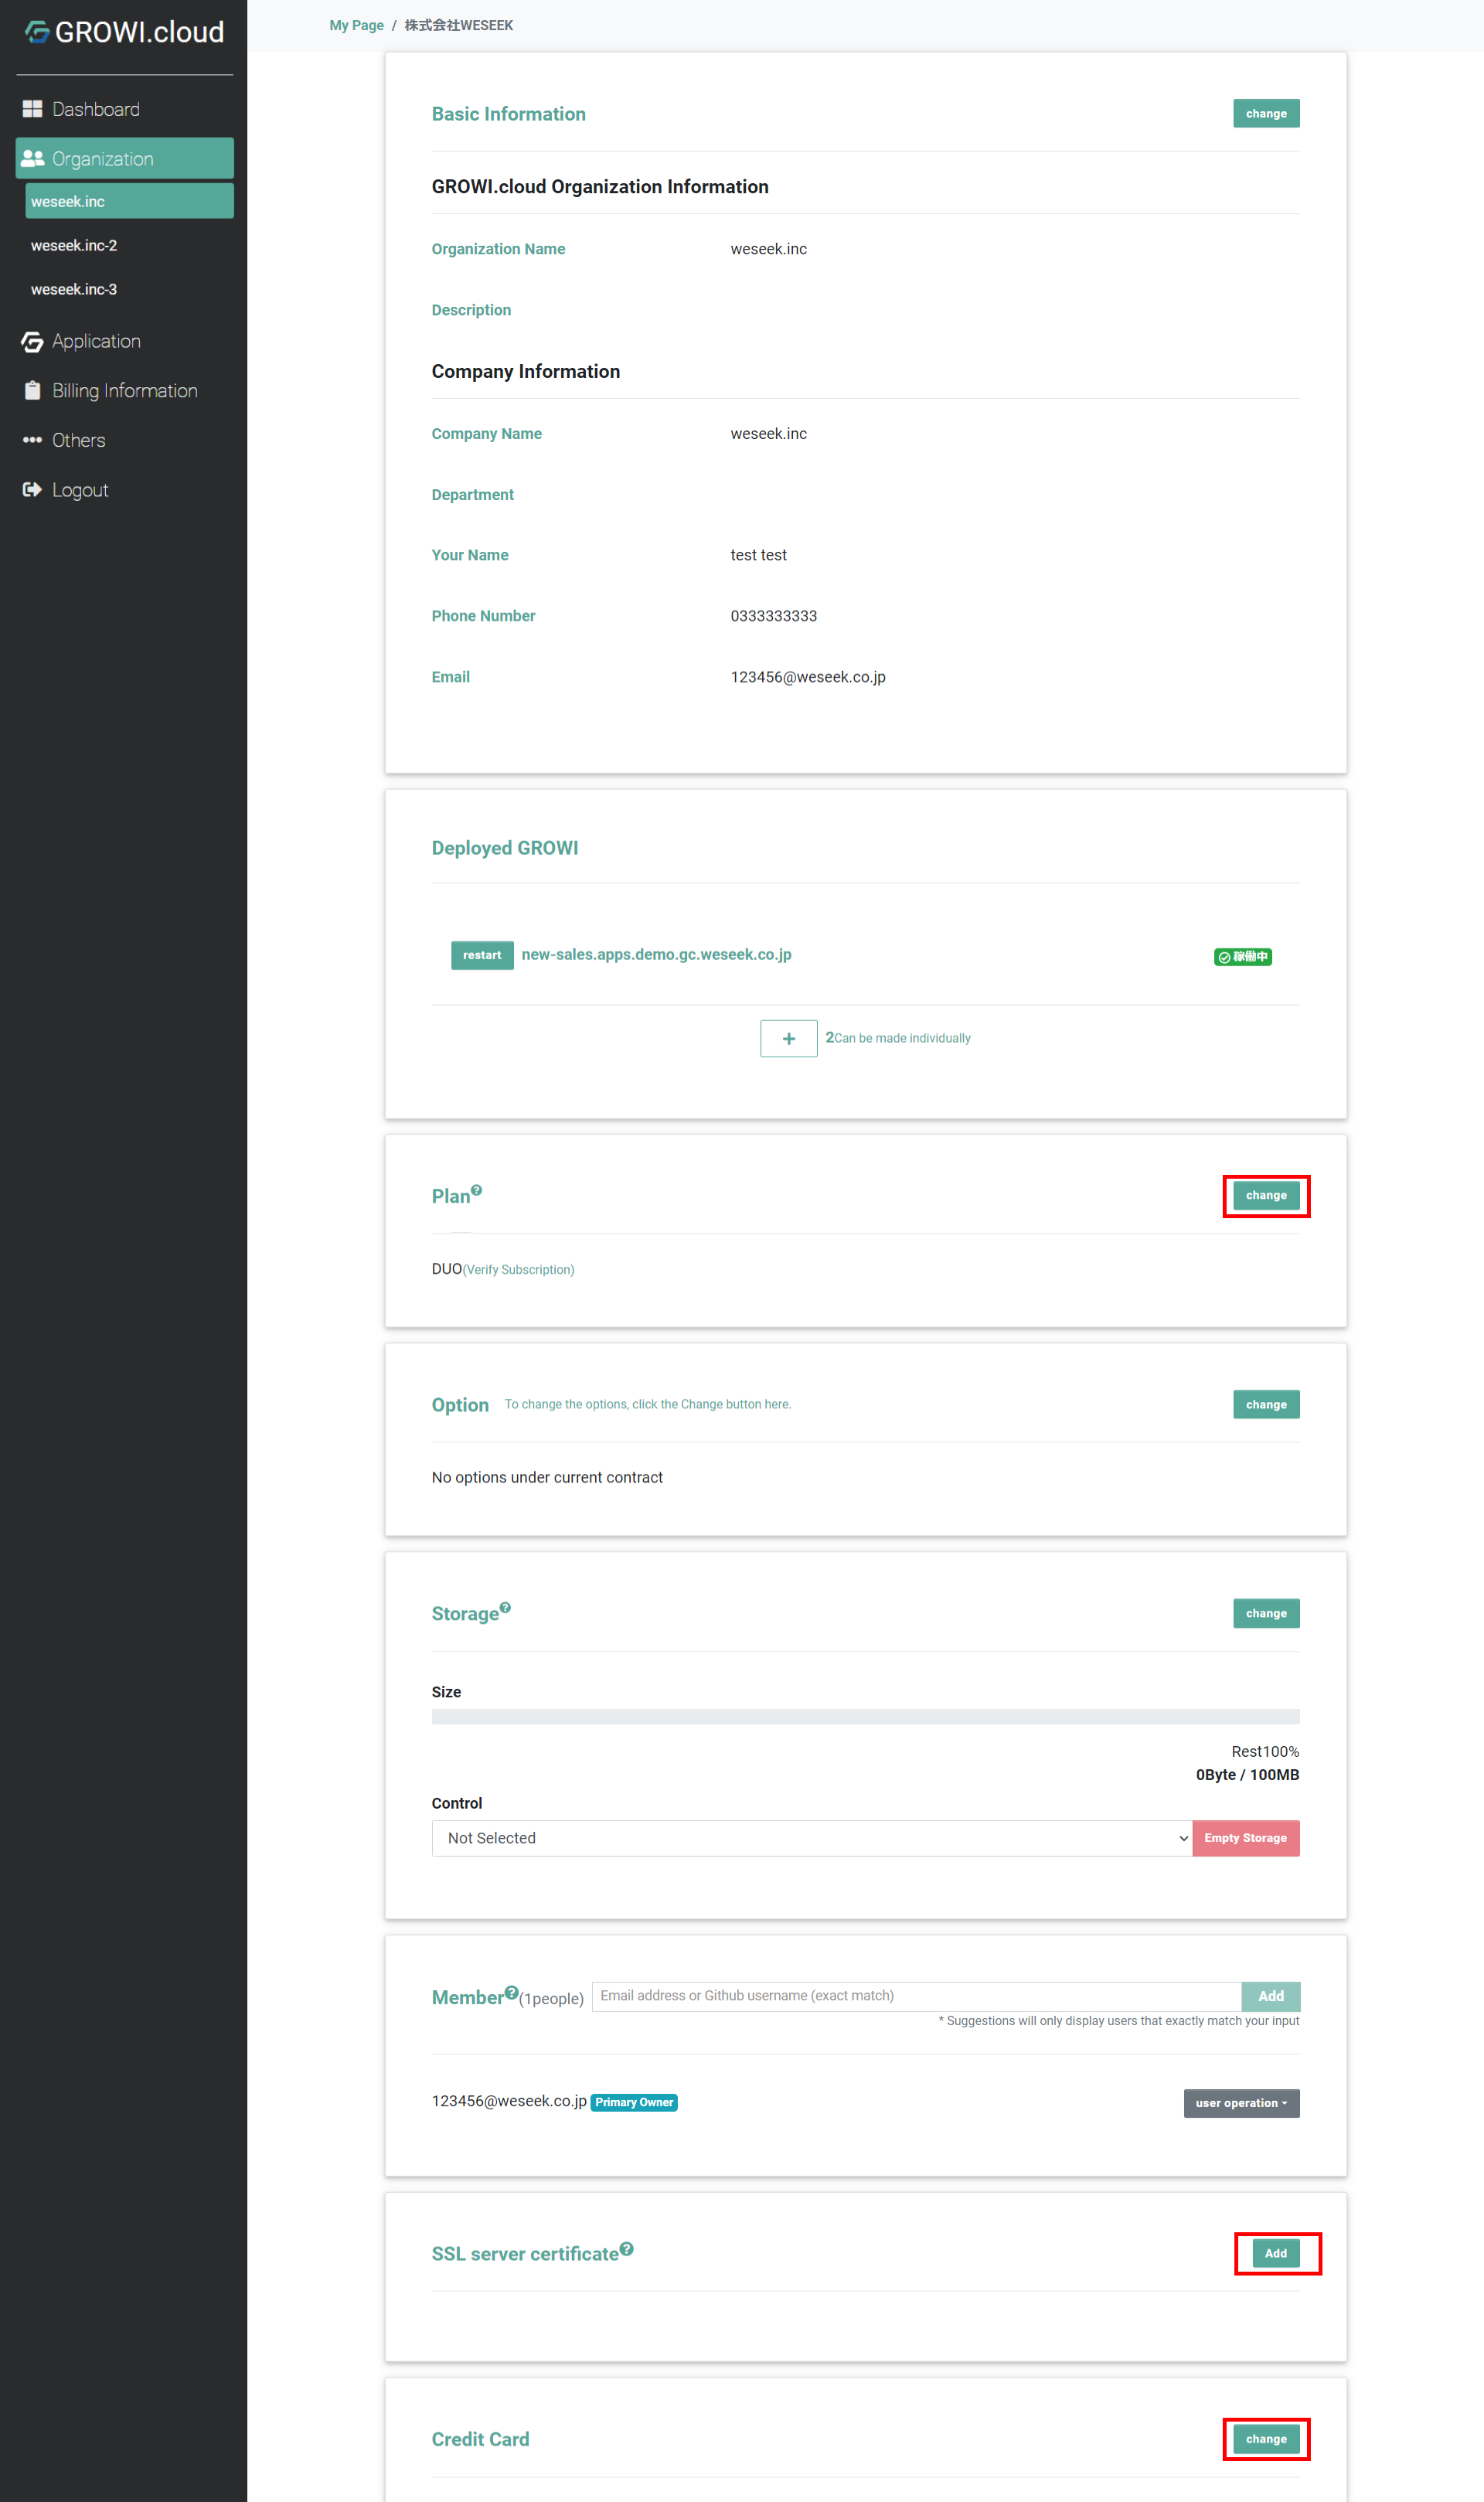 GROWI.cloud
Dashboard
Organization
weseek.inc
weseek.inc-2
weseek.inc-3
Application
Billing Information
Others
Logout
My Page / 株式会社WESEEK
Basic Information
change
GROWI.cloud Organization Information
Organization Name weseek.inc
Description
Company Information
Company Name weseek.inc
Department
Your Name test test
Phone Number 0333333333
Email 123456@weseek.co.jp
Deployed GROWI
restart new-sales.apps.demo.gc.weseek.co.jp 稼働中
+ 2Can be made individually
Plan? change
DUO(Verify Subscription)
Option To change the options, click the Change button here. change
No options under current contract
Storage? change
Size
Rest100%
0Byte / 100MB
Control
Not Selected Empty Storage
Member?(1people) Email address or Github username (exact match) Add
* Suggestions will only display users that exactly match your input
123456@weseek.co.jp Primary Owner user operation
SSL server certificate? Add
Credit Card change